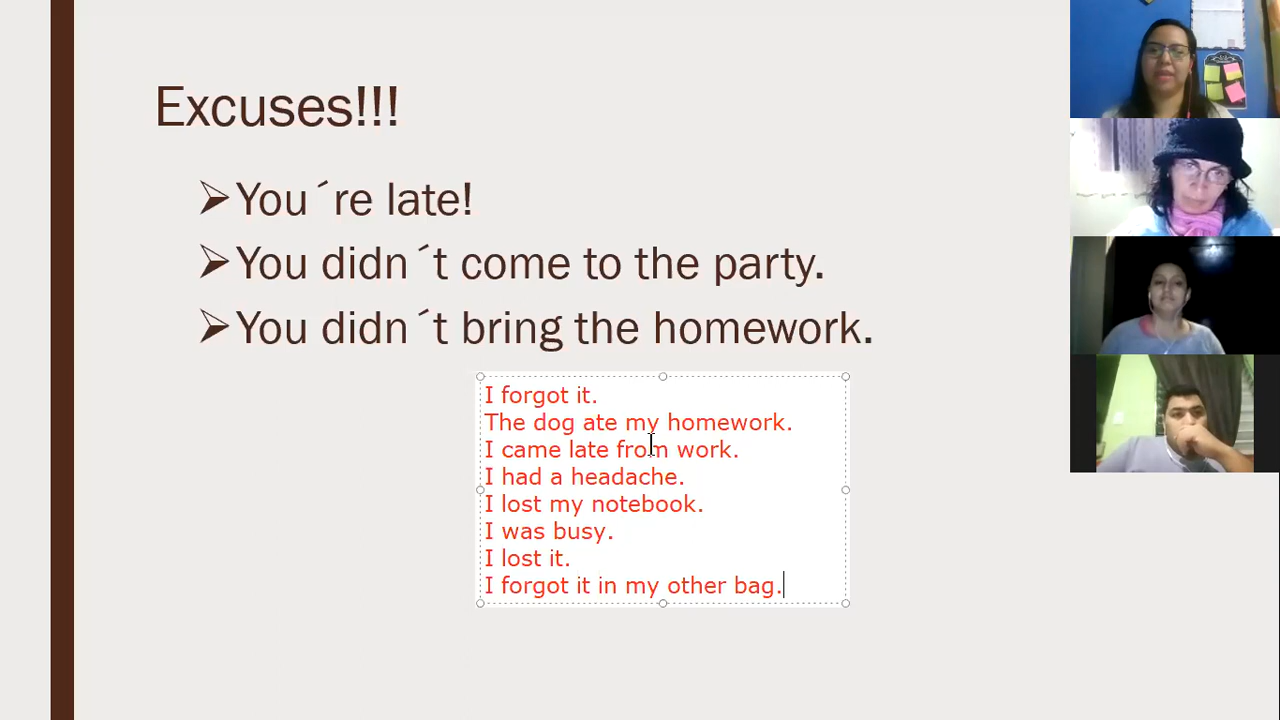 Excuses!!!
You´re late!
You didn´t come to the party.
You didn´t bring the homework.
I forgot it.
The dog ate my homework.
I came late from work.
I had a headache.
I lost my notebook.
I was busy.
I lost it.
I forgot it in my other bag.